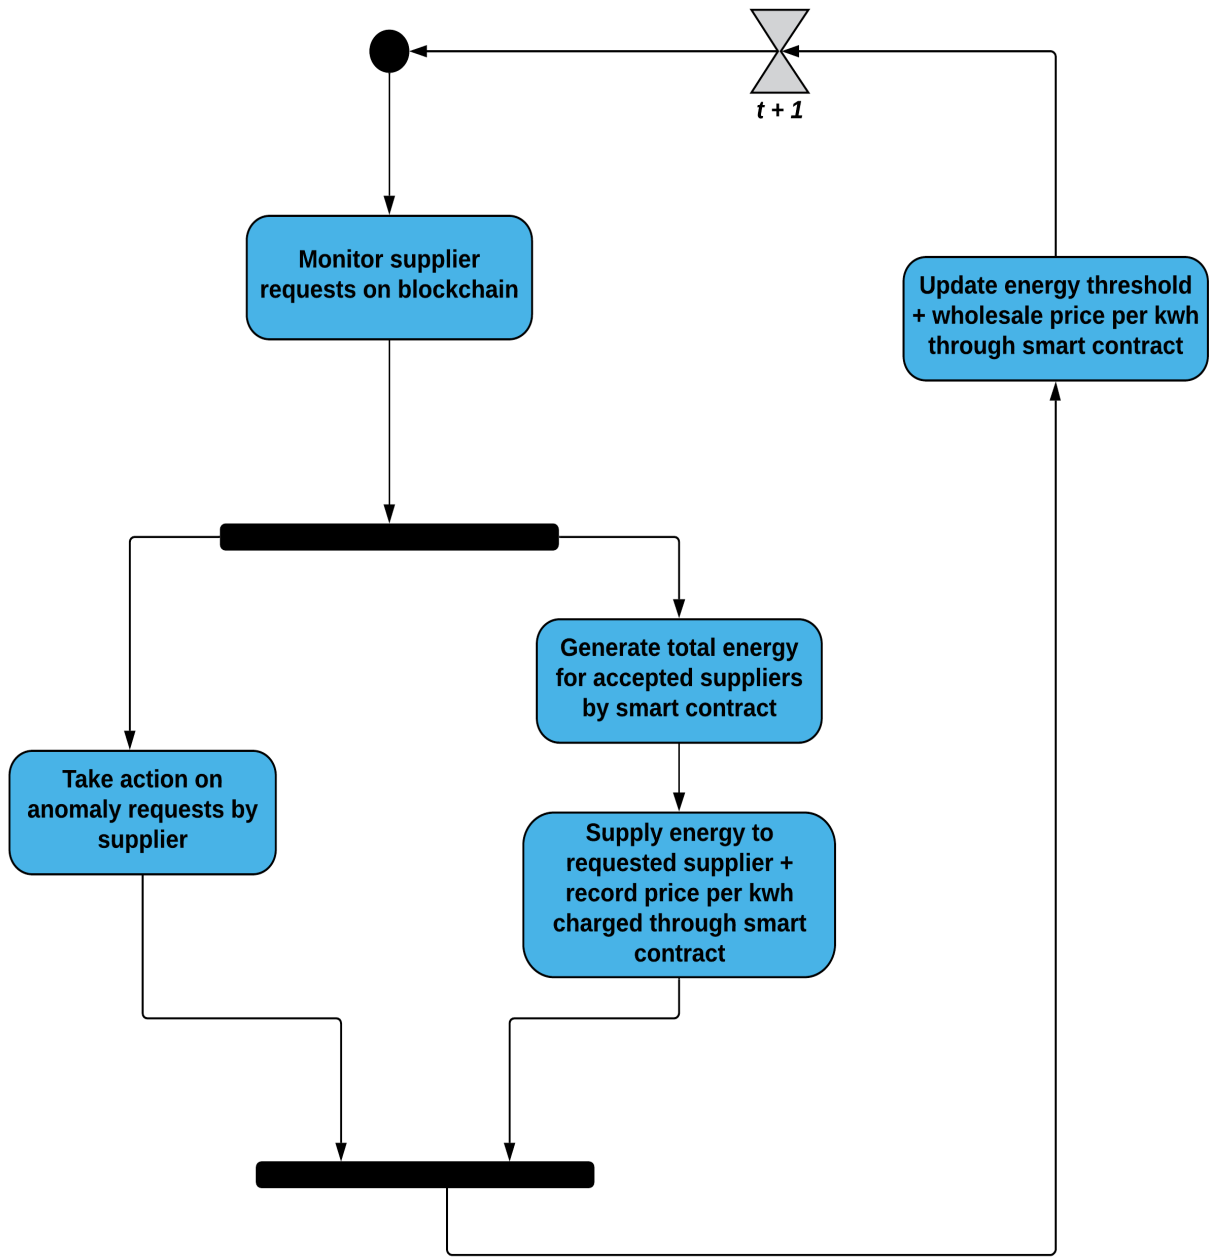 t + 1
Monitor supplier
requests on blockchain
Update energy threshold
+ wholesale price per kwh
through smart contract
Generate total energy
for accepted suppliers
by smart contract
Take action on
anomaly requests by
supplier
Supply energy to
requested supplier +
record price per kwh
charged through smart
contract